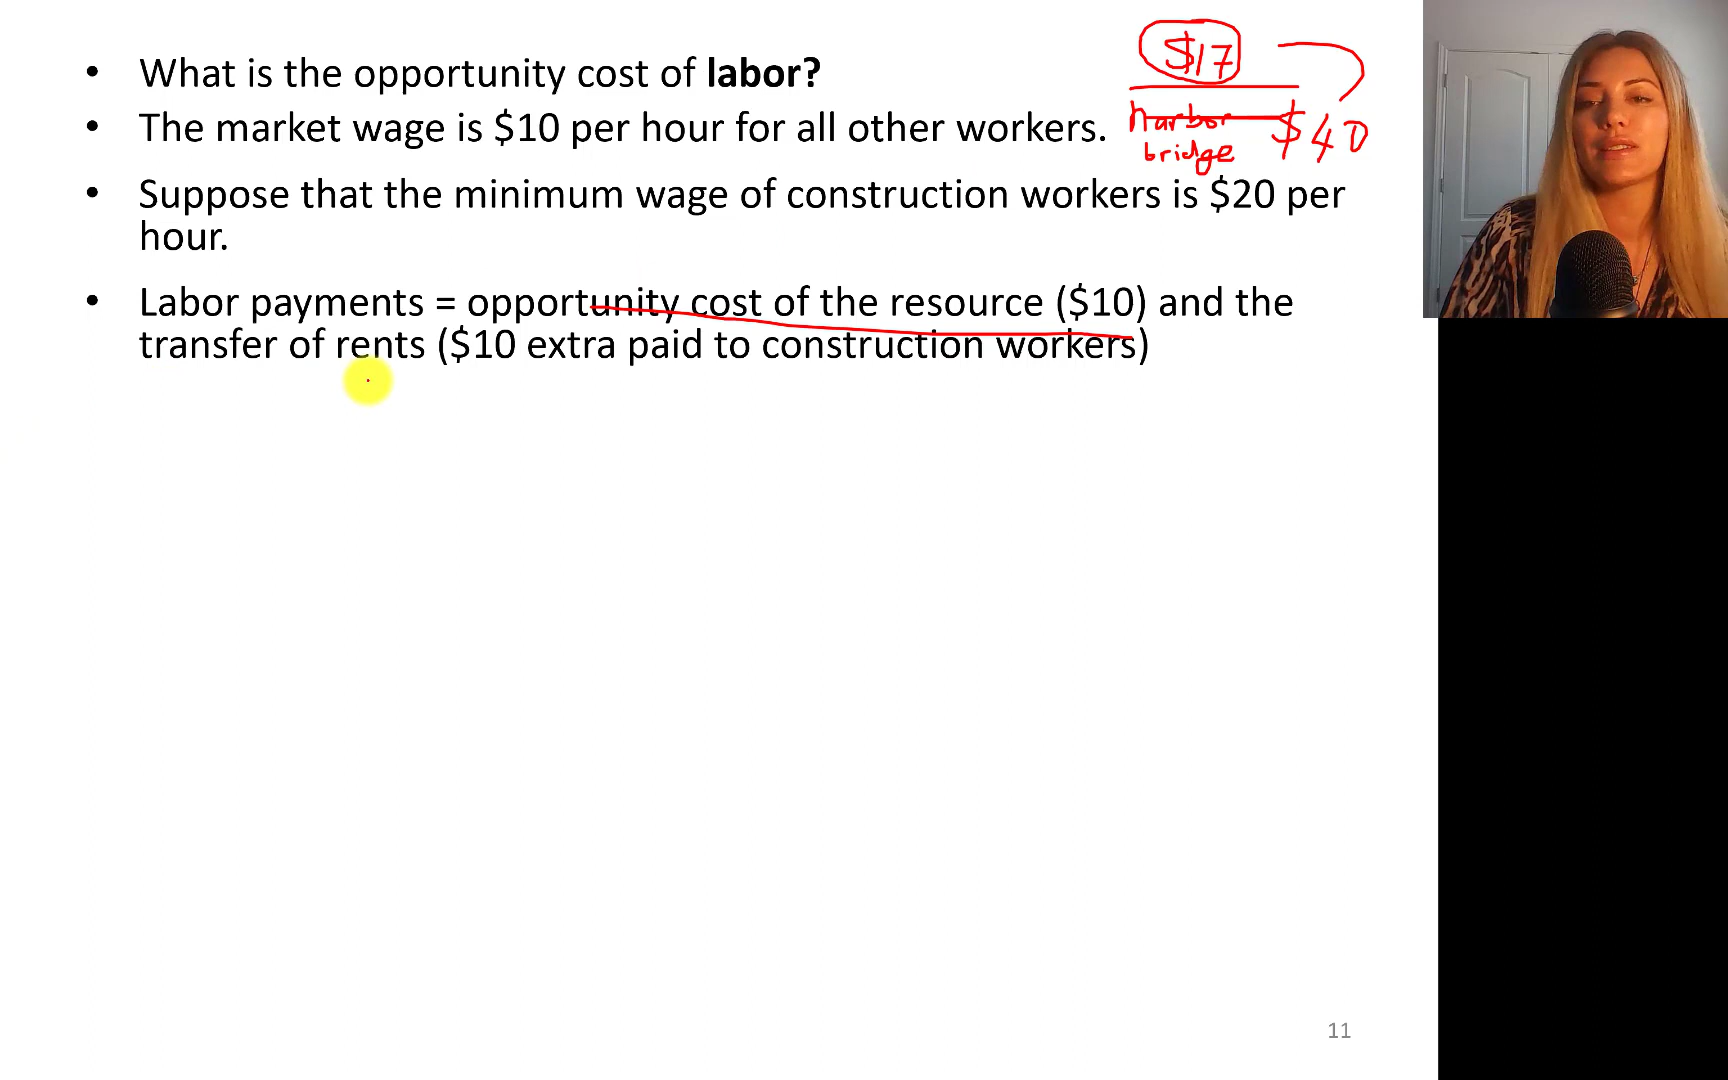 $17
• What is the opportunity cost of labor?
• The market wage is $10 per hour for all other workers.
harbor $40
bridge
• Suppose that the minimum wage of construction workers is $20 per
hour.
• Labor payments = opportunity cost of the resource ($10) and the
transfer of rents ($10 extra paid to construction workers)
11